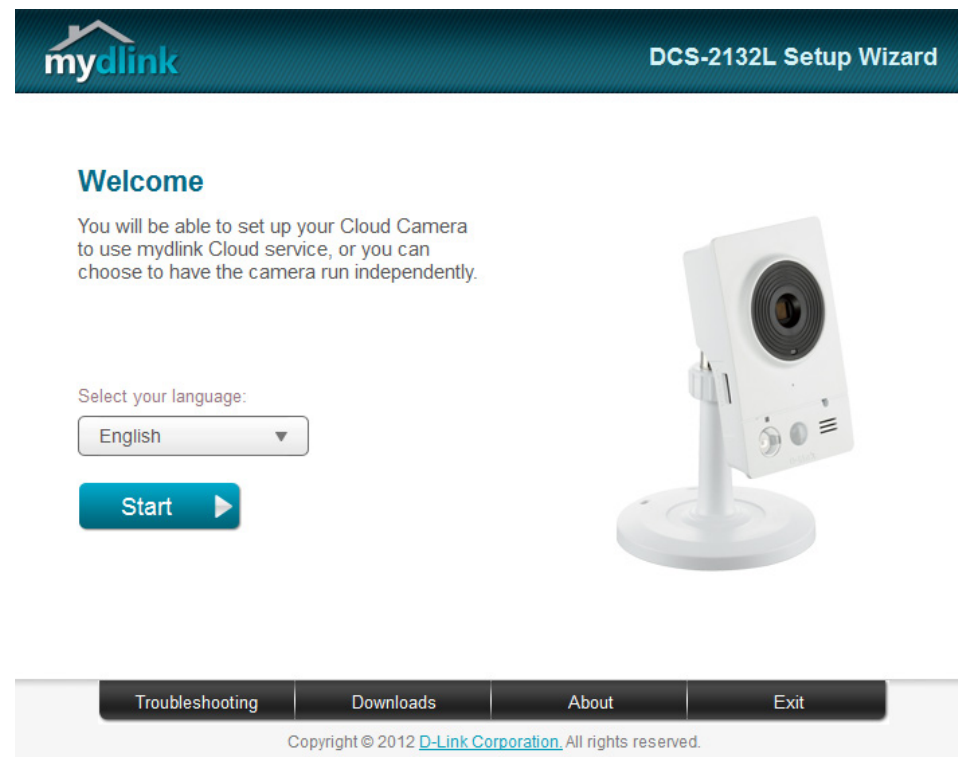 mydlink
DCS-2132L Setup Wizard
Welcome
You will be able to set up your Cloud Camera
to use mydlink Cloud service, or you can
choose to have the camera run independently.
Select your language:
English
Start
Troubleshooting
Downloads
About
Exit
Copyright © 2012 D-Link Corporation. All rights reserved.